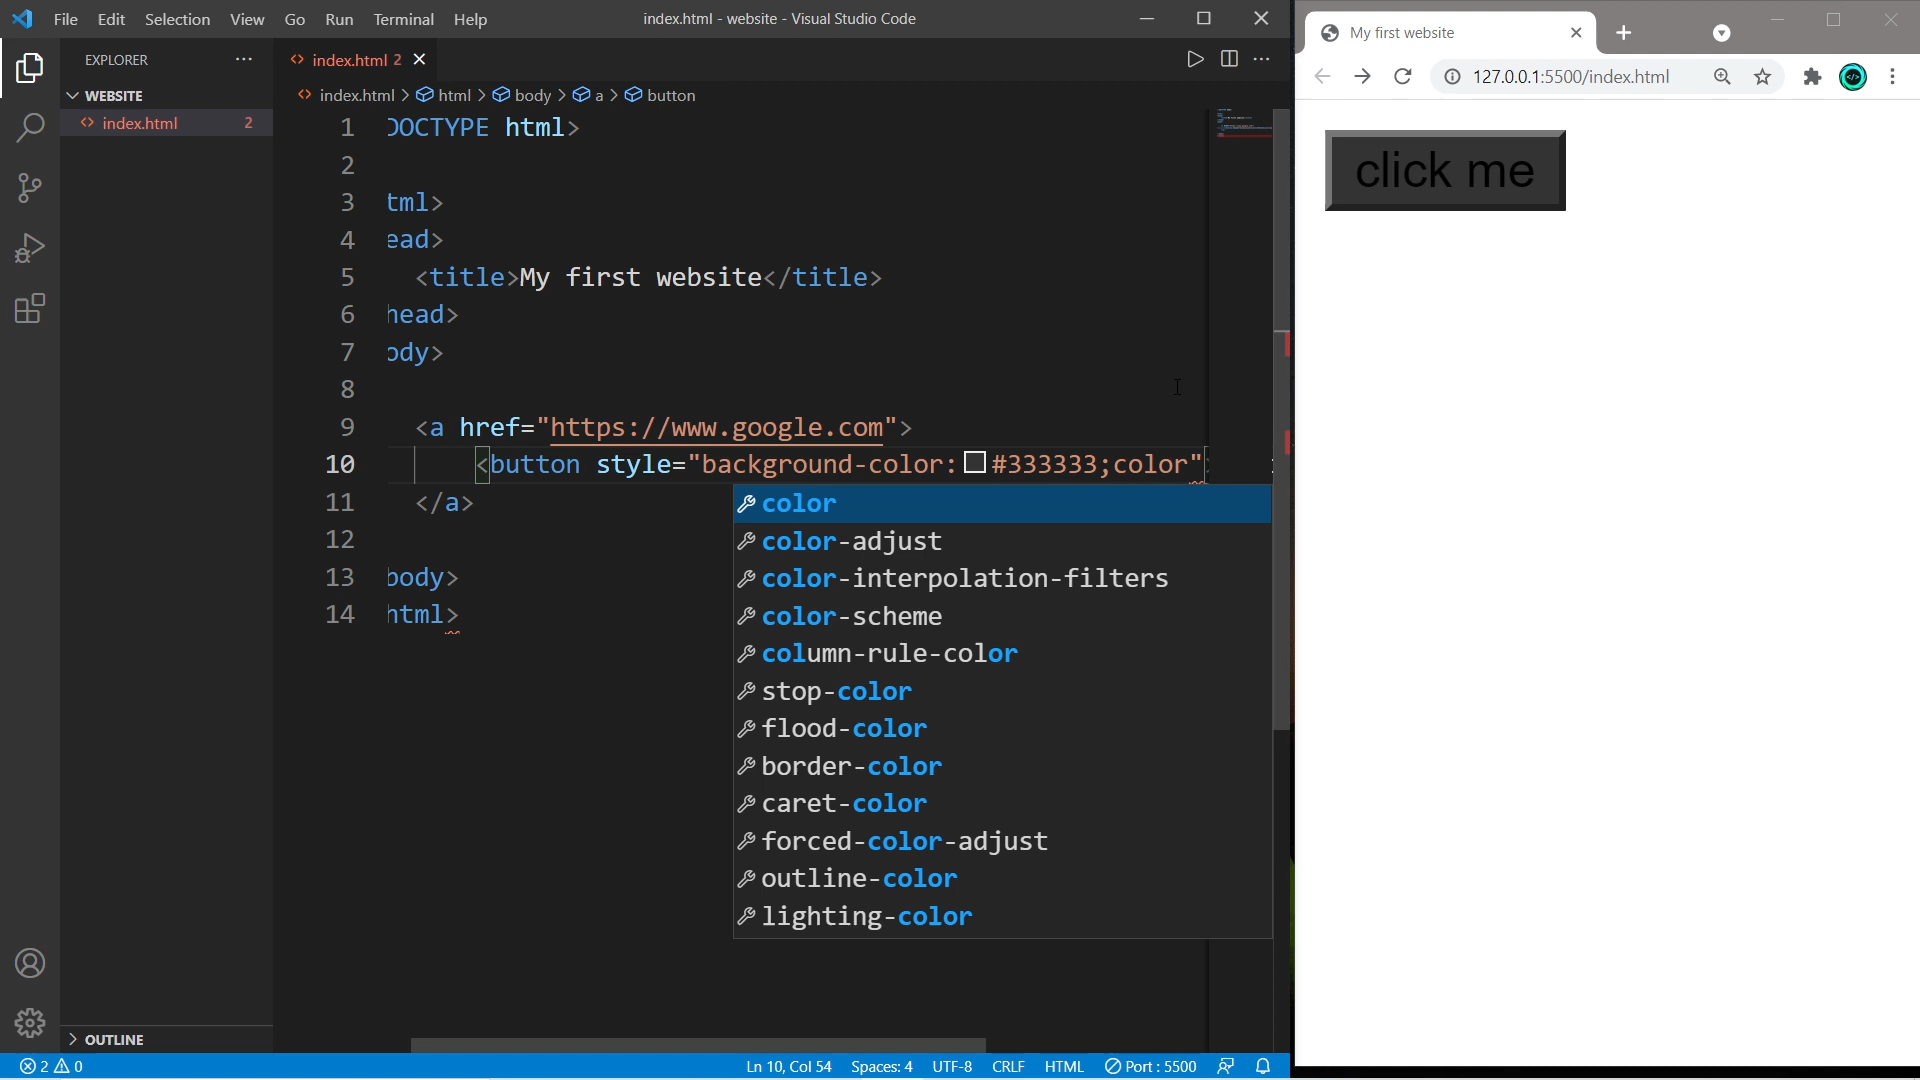 File Edit Selection View Go Run Terminal Help
index.html - website - Visual Studio Code
EXPLORER
WEBSITE
index.html 2
OUTLINE
index.html 2
index.html > html > body > a > button
1 DOCTYPE html>
2
3 tml>
4 ead>
5 <title>My first website</title>
6 head>
7 ody>
8
9 <a href="https://www.google.com">
10 <button style="background-color:#333333;color">
11 </a>
12
13 body>
14 html>
color
color-adjust
color-interpolation-filters
color-scheme
column-rule-color
stop-color
flood-color
border-color
caret-color
forced-color-adjust
outline-color
lighting-color
2 0
Ln 10, Col 54 Spaces: 4 UTF-8 CRLF HTML Port : 5500
My first website
127.0.0.1:5500/index.html
click me